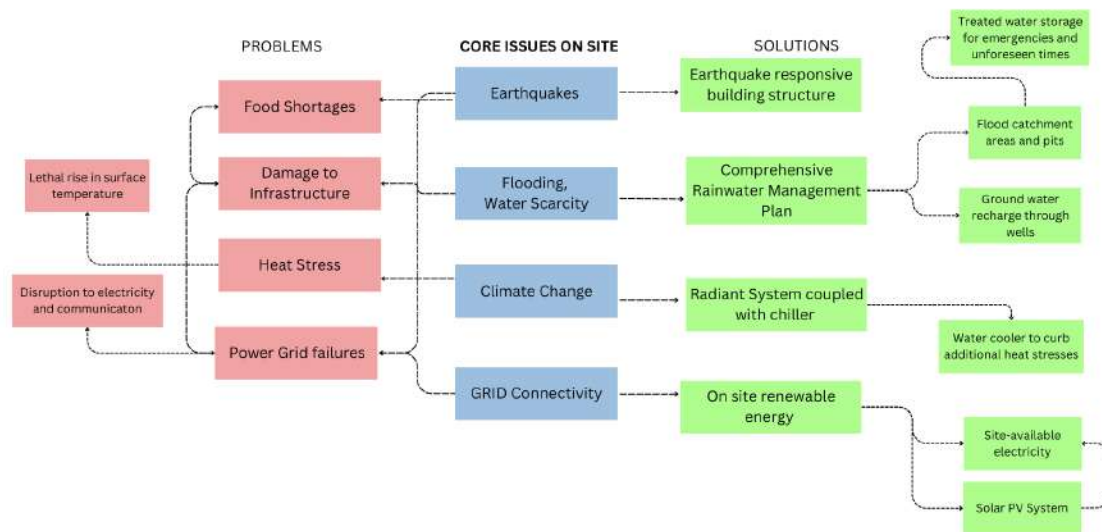 PROBLEMS
CORE ISSUES ON SITE
SOLUTIONS
Treated water storage
for emergencies and
unforeseen times
Food Shortages
Earthquakes
Earthquake responsive
building structure
Flood catchment
areas and pits
Lethal rise in surface
temperature
Damage to
Infrastructure
Flooding,
Water Scarcity
Comprehensive
Rainwater Management
Plan
Ground water
recharge through
wells
Heat Stress
Disruption to electricity
and communicaton
Climate Change
Radiant System coupled
with chiller
Water cooler to curb
additional heat stresses
Power Grid failures
GRID Connectivity
On site renewable
energy
Site-available
electricity
Solar PV System